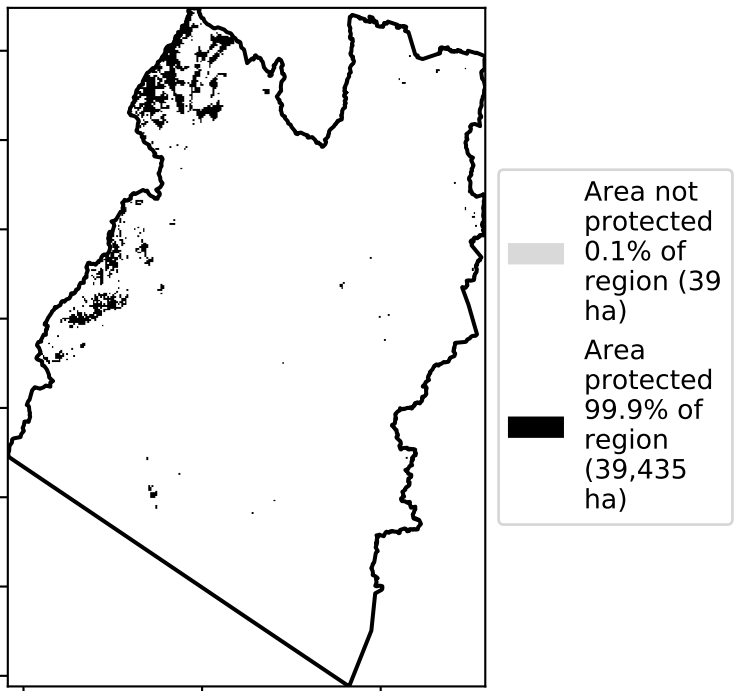 Area not
protected
0.1% of
region (39
ha)
Area
protected
99.9% of
region
(39,435
ha)